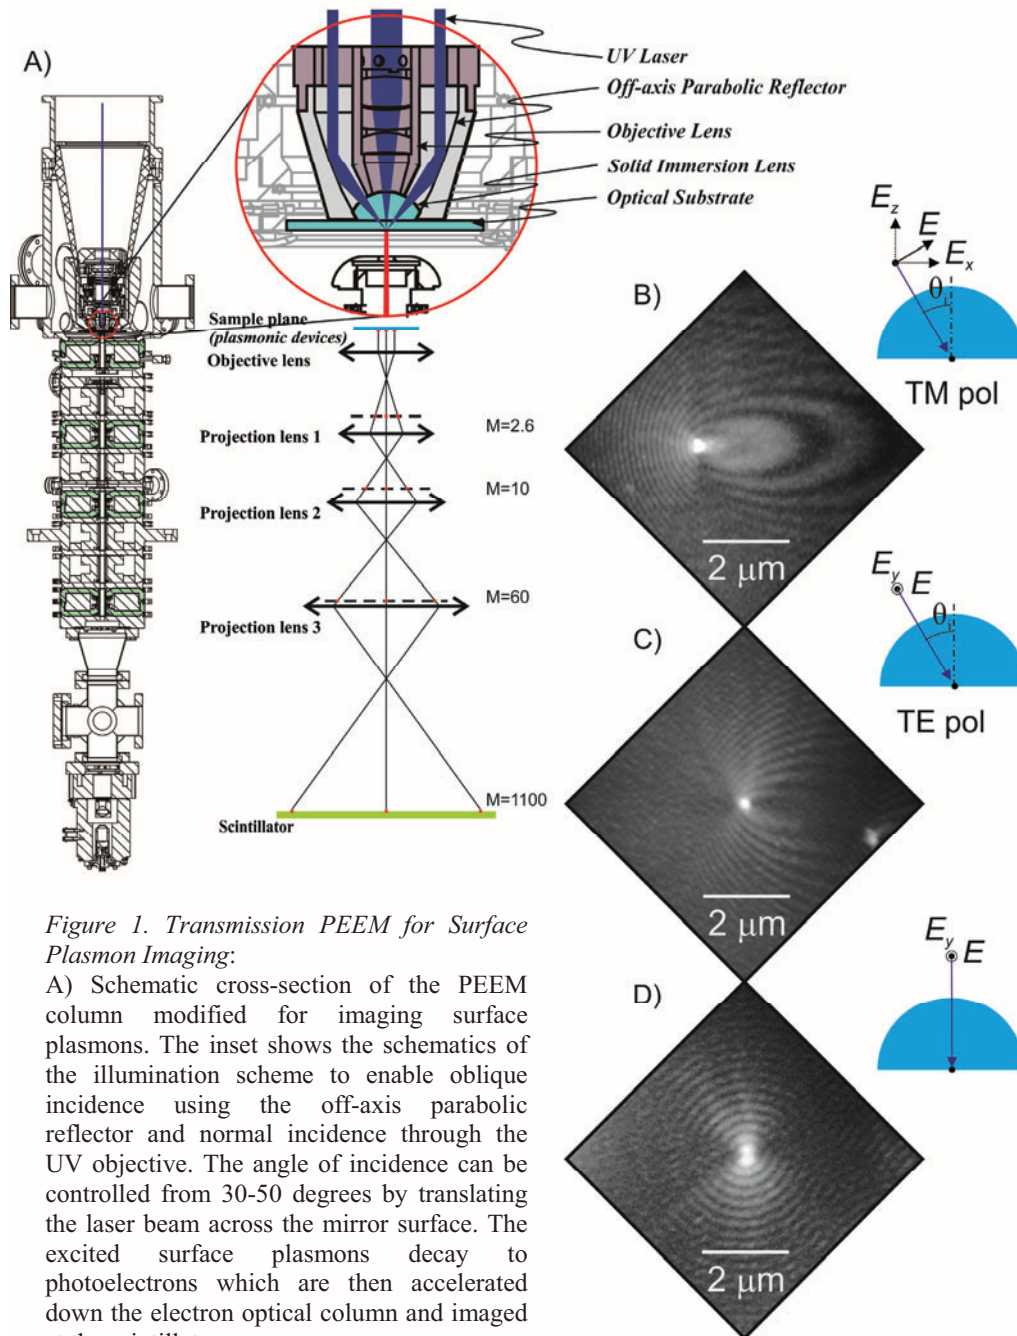 A)
UV Laser
Off-axis Parabolic Reflector
Objective Lens
Solid Immersion Lens
Optical Substrate
Sample plane
(plasmonic devices)
Objective lens
Projection lens 1
M=2.6
Projection lens 2
M=10
Projection lens 3
M=60
M=1100
Scintillator
B)
2 μm
Ez
E
Ex
θi
TM pol
C)
2 μm
Ey
E
θi
TE pol
D)
2 μm
Ey
E
Figure 1. Transmission PEEM for Surface
Plasmon Imaging:
A) Schematic cross-section of the PEEM
column modified for imaging surface
plasmons. The inset shows the schematics of
the illumination scheme to enable oblique
incidence using the off-axis parabolic
reflector and normal incidence through the
UV objective. The angle of incidence can be
controlled from 30-50 degrees by translating
the laser beam across the mirror surface. The
excited surface plasmons decay to
photoelectrons which are then accelerated
down the electron optical column and imaged